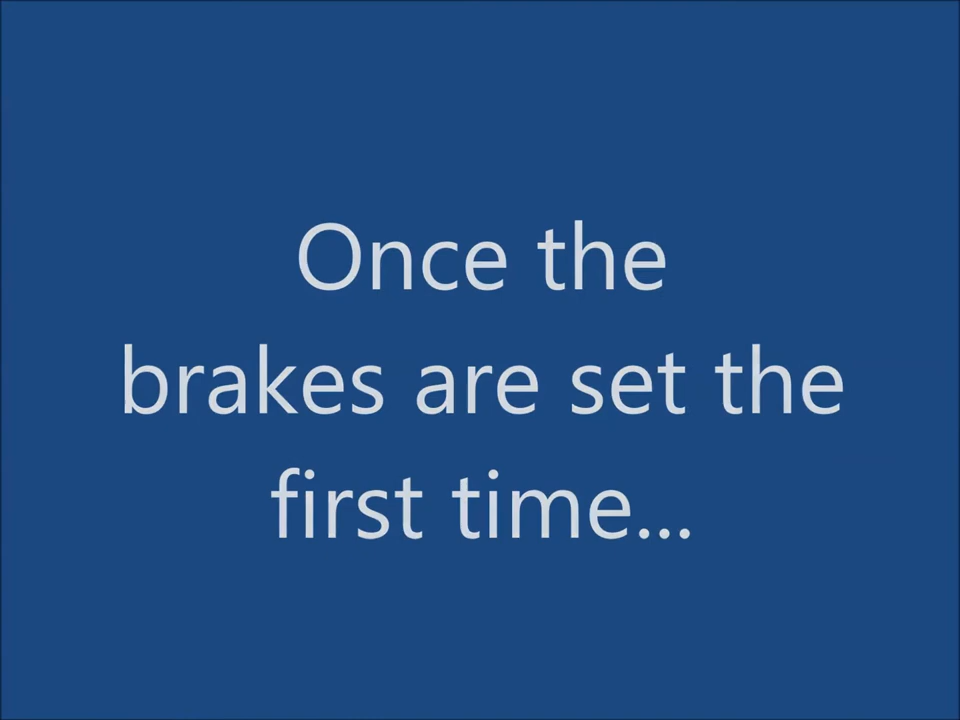 Once the
brakes are set the
first time...